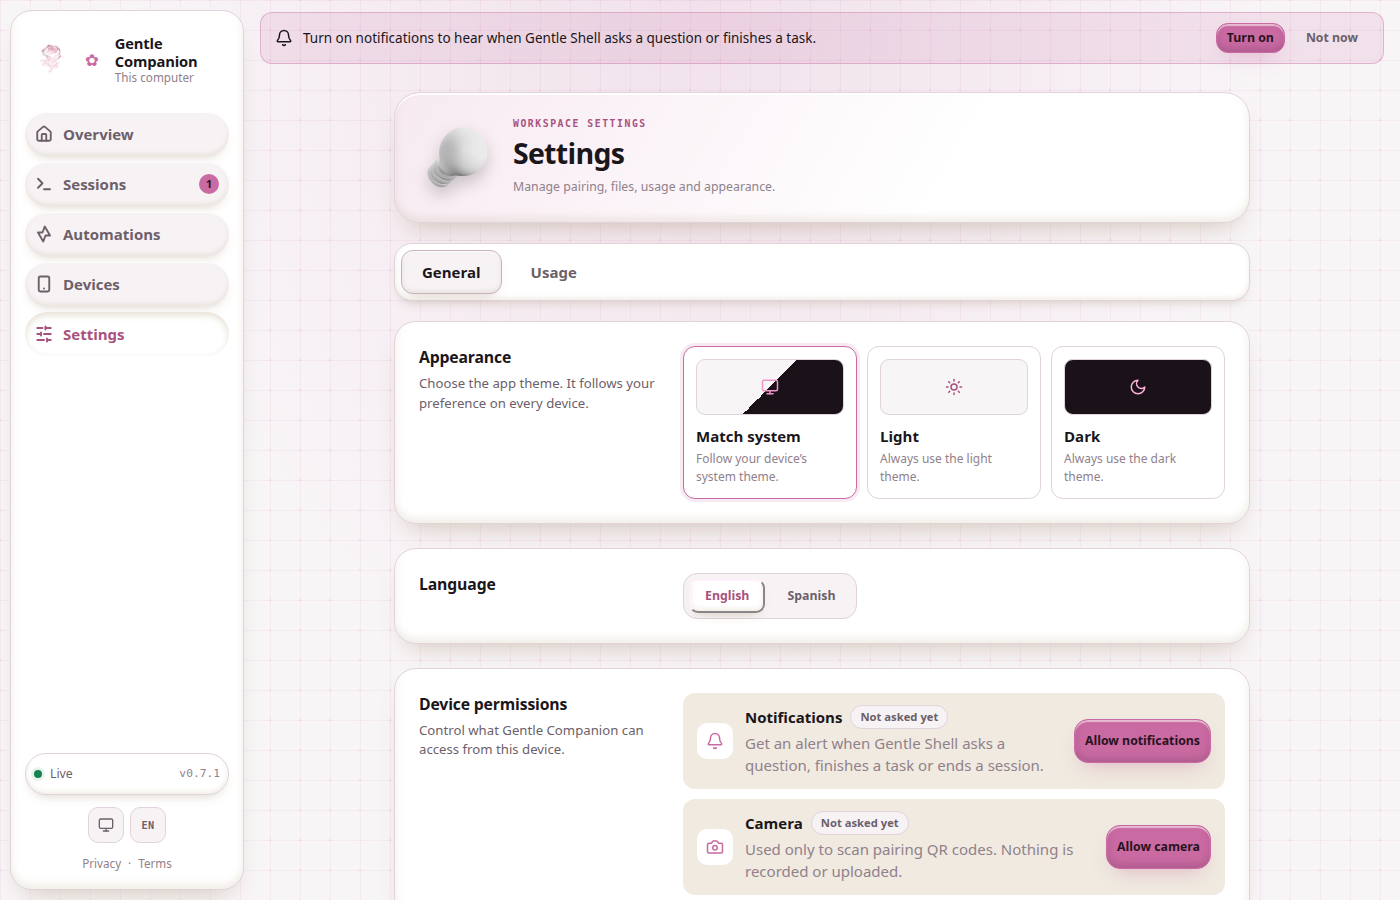 Gentle
Companion
This computer
Overview
Sessions
1
Automations
Devices
Settings
Live
v0.7.1
EN
Privacy · Terms
Turn on notifications to hear when Gentle Shell asks a question or finishes a task.
Turn on
Not now
WORKSPACE SETTINGS
Settings
Manage pairing, files, usage and appearance.
General
Usage
Appearance
Choose the app theme. It follows your
preference on every device.
Match system
Follow your device's
system theme.
Light
Always use the light
theme.
Dark
Always use the dark
theme.
Language
English
Spanish
Device permissions
Control what Gentle Companion can
access from this device.
Notifications
Not asked yet
Get an alert when Gentle Shell asks a
question, finishes a task or ends a session.
Allow notifications
Camera
Not asked yet
Used only to scan pairing QR codes. Nothing is
recorded or uploaded.
Allow camera